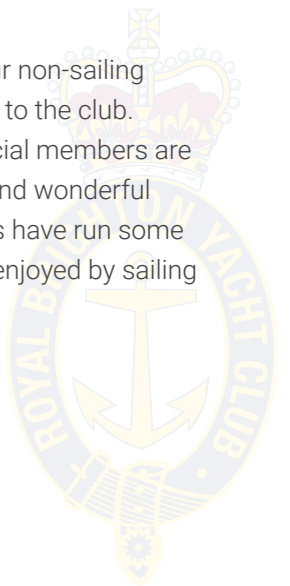 r non-sailing
to the club.
cial members are
nd wonderful
s have run some
enjoyed by sailing
ROYAL BRIGHTON YACHT CLUB